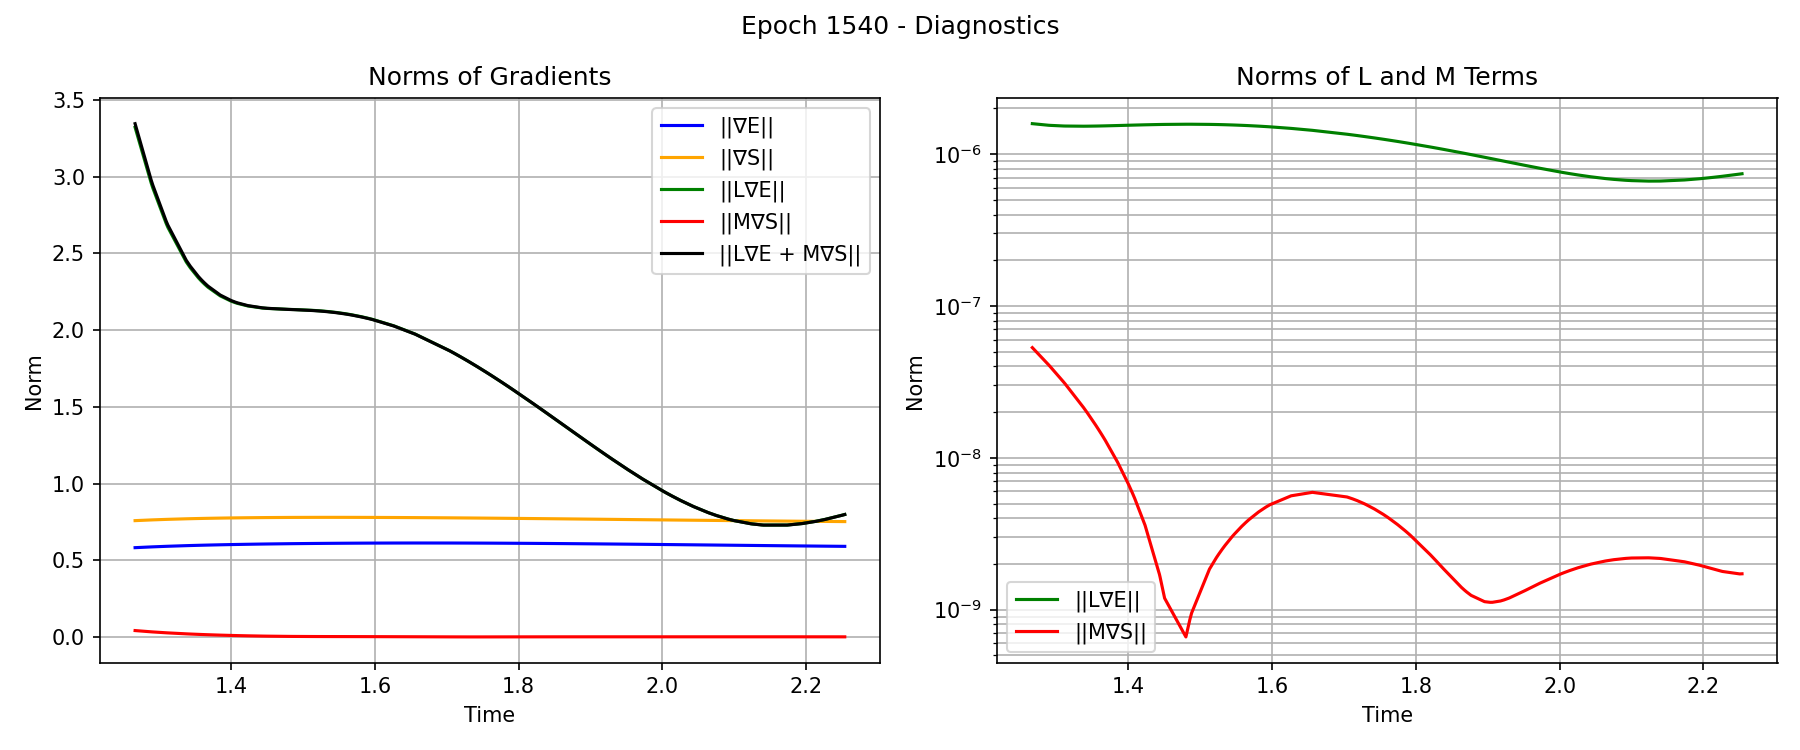 Epoch 1540 - Diagnostics
Norms of Gradients
3.5
3.0
2.5
2.0
1.5
1.0
0.5
0.0
Norm
1.4
1.6
1.8
2.0
2.2
Time
||∇E||
||∇S||
||L∇E||
||M∇S||
||L∇E + M∇S||
Norms of L and M Terms
10⁻⁶
10⁻⁷
10⁻⁸
10⁻⁹
Norm
1.4
1.6
1.8
2.0
2.2
Time
||L∇E||
||M∇S||